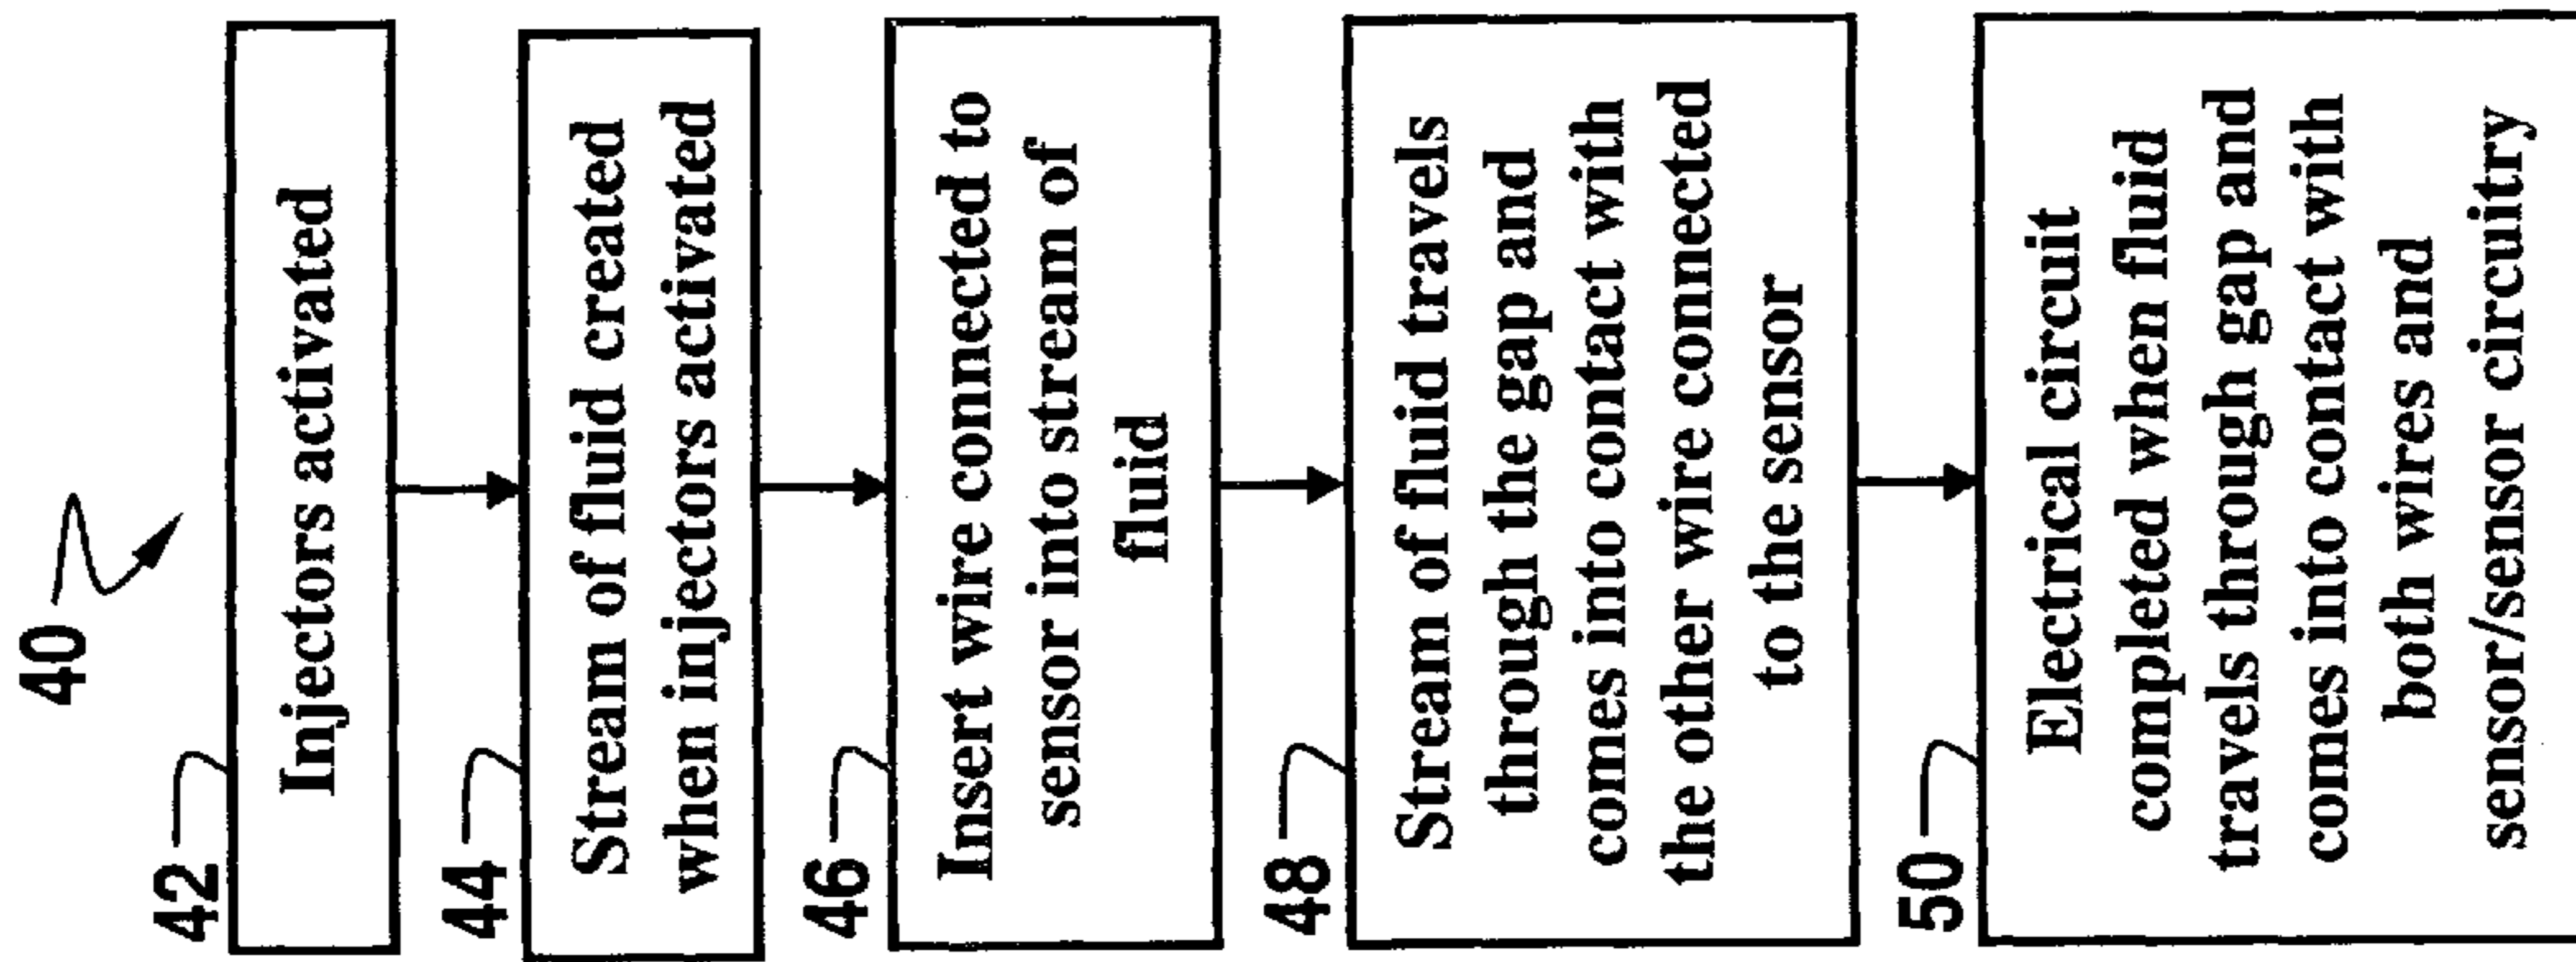 40
42
Injectors activated
44
Stream of fluid created
when injectors activated
46
Insert wire connected to
sensor into stream of
fluid
48
Stream of fluid travels
through the gap and
comes into contact with
the other wire connected
to the sensor
50
Electrical circuit
completed when fluid
travels through gap and
comes into contact with
both wires and
sensor/sensor circuitry